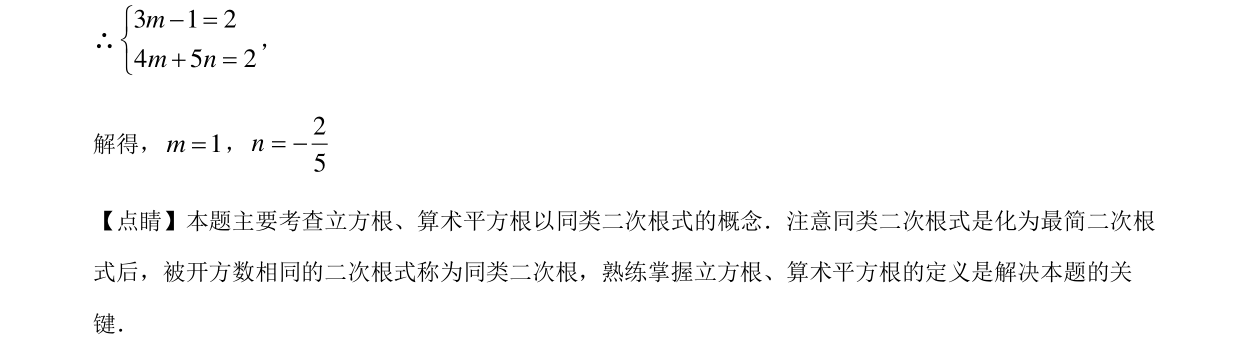 ∴ {3m−1=2
4m+5n=2,
解得，m=1，n=−2/5
【点睛】本题主要考查立方根、算术平方根以同类二次根式的概念．注意同类二次根式是化为最简二次根
式后，被开方数相同的二次根式称为同类二次根，熟练掌握立方根、算术平方根的定义是解决本题的关
键．